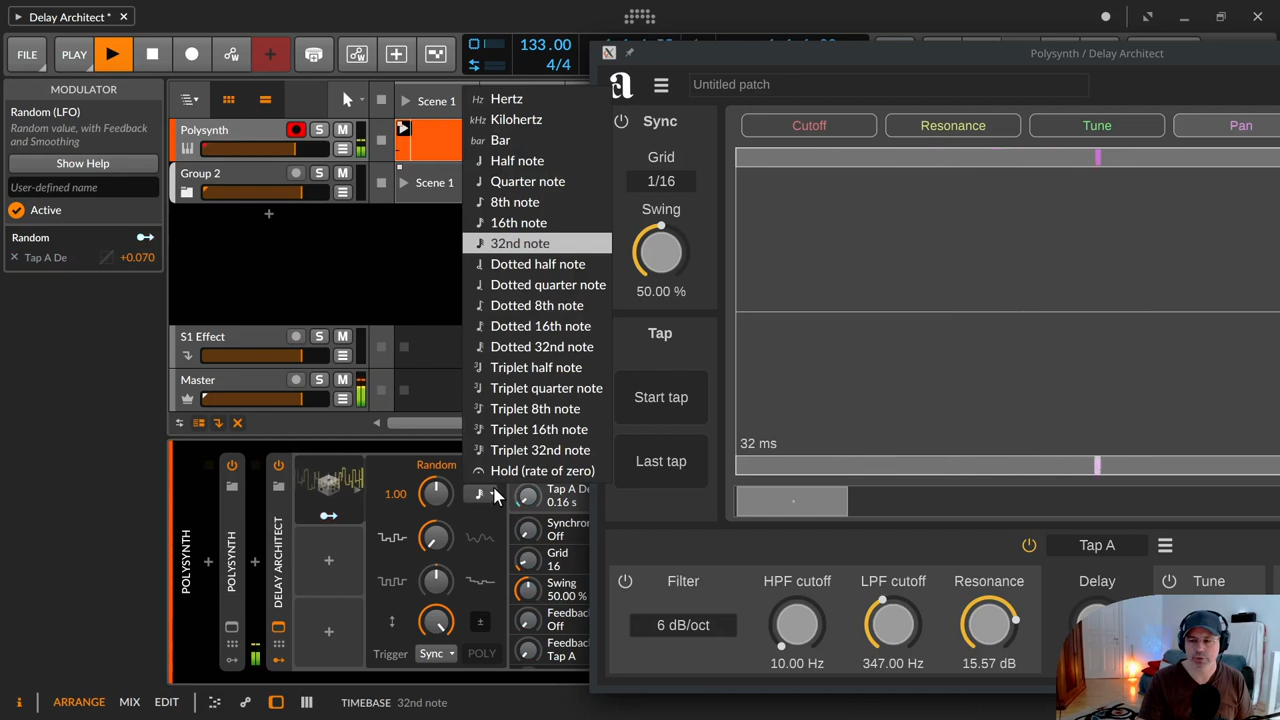 Delay Architect *
FILE
PLAY
133.00
4/4
Polysynth / Delay Architect
MODULATOR
Random (LFO)
Random value, with Feedback
and Smoothing
Show Help
User-defined name
Active
Random
Tap A De
+0.070
Scene 1
Polysynth
S
M
Group 2
S
M
Scene 1
S1 Effect
S
M
Master
S
M
Hz Hertz
kHz Kilohertz
bar Bar
Half note
Quarter note
8th note
16th note
32nd note
Dotted half note
Dotted quarter note
Dotted 8th note
Dotted 16th note
Dotted 32nd note
Triplet half note
Triplet quarter note
Triplet 8th note
Triplet 16th note
Triplet 32nd note
Hold (rate of zero)
a
Untitled patch
Sync
Grid
1/16
Swing
50.00 %
Tap
Start tap
Last tap
Cutoff
Resonance
Tune
Pan
32 ms
Tap A
Filter
6 dB/oct
HPF cutoff
10.00 Hz
LPF cutoff
347.00 Hz
Resonance
15.57 dB
Delay
Tune
POLYSYNTH
POLYSYNTH
DELAY ARCHITECT
Random
1.00
Trigger
Sync
POLY
Tap A De
0.16 s
Synchron
Off
Grid
16
Swing
50.00 %
Feedback
Off
Feedback
Tap A
i
ARRANGE
MIX
EDIT
TIMEBASE
32nd note